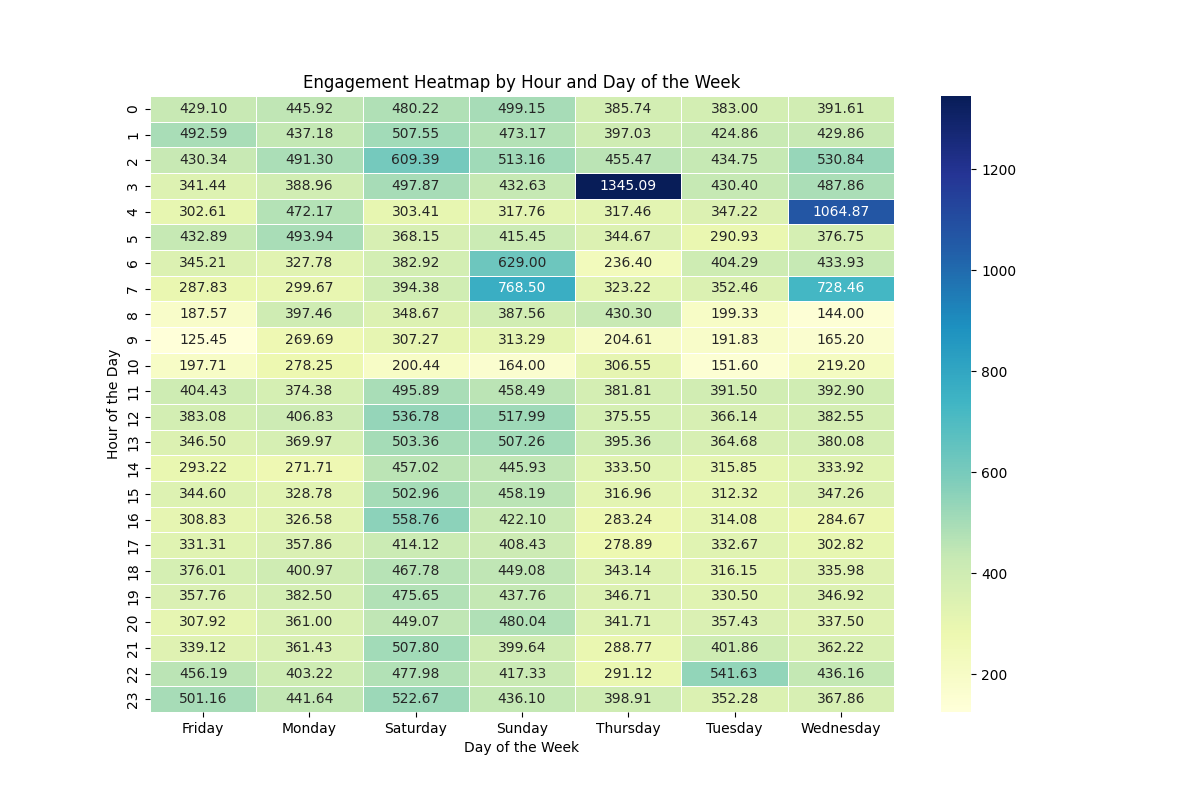 Engagement Heatmap by Hour and Day of the Week
0 429.10 445.92 480.22 499.15 385.74 383.00 391.61
1 492.59 437.18 507.55 473.17 397.03 424.86 429.86
2 430.34 491.30 609.39 513.16 455.47 434.75 530.84
3 341.44 388.96 497.87 432.63 1345.09 430.40 487.86
1200
4 302.61 472.17 303.41 317.76 317.46 347.22 1064.87
5 432.89 493.94 368.15 415.45 344.67 290.93 376.75
6 345.21 327.78 382.92 629.00 236.40 404.29 433.93
1000
7 287.83 299.67 394.38 768.50 323.22 352.46 728.46
8 187.57 397.46 348.67 387.56 430.30 199.33 144.00
9 125.45 269.69 307.27 313.29 204.61 191.83 165.20
10 197.71 278.25 200.44 164.00 306.55 151.60 219.20
800
11 404.43 374.38 495.89 458.49 381.81 391.50 392.90
Hour of the Day
12 383.08 406.83 536.78 517.99 375.55 366.14 382.55
13 346.50 369.97 503.36 507.26 395.36 364.68 380.08
14 293.22 271.71 457.02 445.93 333.50 315.85 333.92
600
15 344.60 328.78 502.96 458.19 316.96 312.32 347.26
16 308.83 326.58 558.76 422.10 283.24 314.08 284.67
17 331.31 357.86 414.12 408.43 278.89 332.67 302.82
18 376.01 400.97 467.78 449.08 343.14 316.15 335.98
400
19 357.76 382.50 475.65 437.76 346.71 330.50 346.92
20 307.92 361.00 449.07 480.04 341.71 357.43 337.50
21 339.12 361.43 507.80 399.64 288.77 401.86 362.22
22 456.19 403.22 477.98 417.33 291.12 541.63 436.16
200
23 501.16 441.64 522.67 436.10 398.91 352.28 367.86
Friday Monday Saturday Sunday Thursday Tuesday Wednesday
Day of the Week